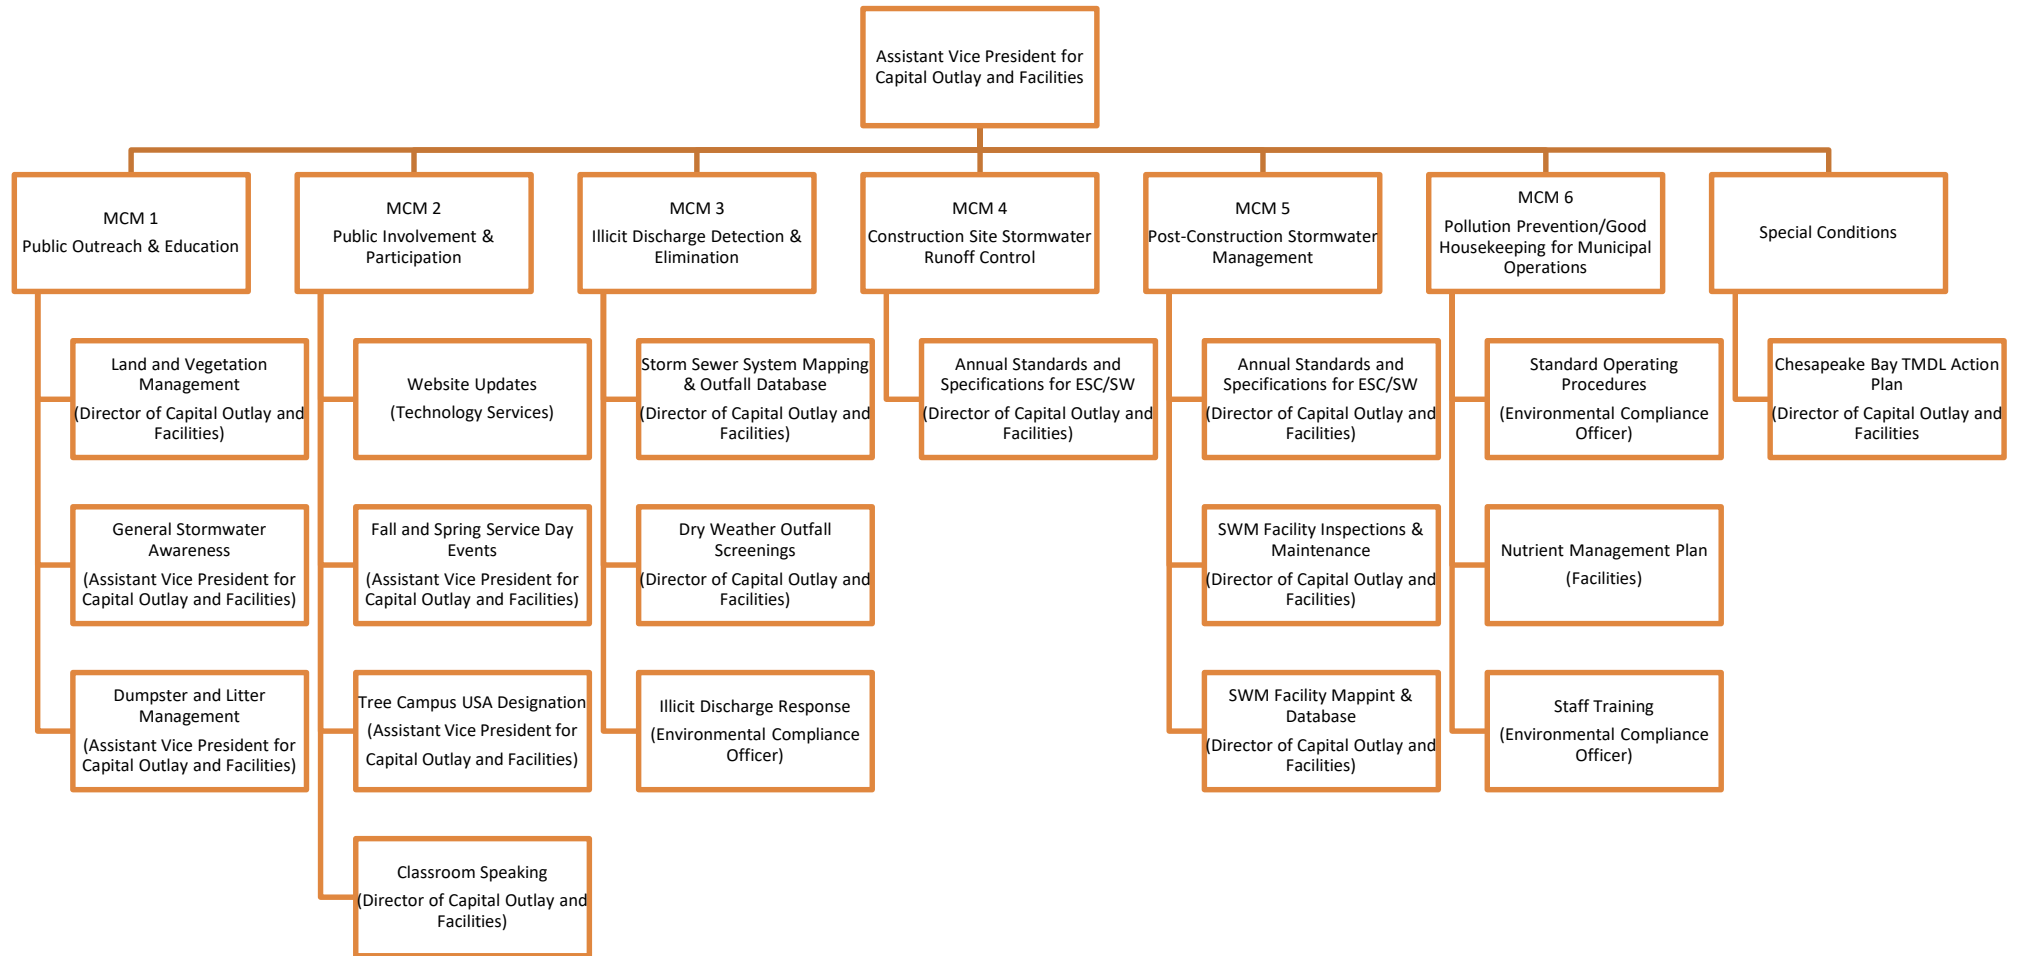 Assistant Vice President for
Capital Outlay and Facilities
MCM 1
Public Outreach & Education
MCM 2
Public Involvement &
Participation
MCM 3
Illicit Discharge Detection &
Elimination
MCM 4
Construction Site Stormwater
Runoff Control
MCM 5
Post-Construction Stormwater
Management
MCM 6
Pollution Prevention/Good
Housekeeping for Municipal
Operations
Special Conditions
Land and Vegetation
Management
(Director of Capital Outlay and
Facilities)
General Stormwater
Awareness
(Assistant Vice President for
Capital Outlay and Facilities)
Dumpster and Litter
Management
(Assistant Vice President for
Capital Outlay and Facilities)
Website Updates
(Technology Services)
Fall and Spring Service Day
Events
(Assistant Vice President for
Capital Outlay and Facilities)
Tree Campus USA Designation
(Assistant Vice President for
Capital Outlay and Facilities)
Classroom Speaking
(Director of Capital Outlay and
Facilities)
Storm Sewer System Mapping
& Outfall Database
(Director of Capital Outlay and
Facilities)
Dry Weather Outfall
Screenings
(Director of Capital Outlay and
Facilities)
Illicit Discharge Response
(Environmental Compliance
Officer)
Annual Standards and
Specifications for ESC/SW
(Director of Capital Outlay and
Facilities)
Annual Standards and
Specifications for ESC/SW
(Director of Capital Outlay and
Facilities)
SWM Facility Inspections &
Maintenance
(Director of Capital Outlay and
Facilities)
SWM Facility Mappint &
Database
(Director of Capital Outlay and
Facilities)
Standard Operating
Procedures
(Environmental Compliance
Officer)
Nutrient Management Plan
(Facilities)
Staff Training
(Environmental Compliance
Officer)
Chesapeake Bay TMDL Action
Plan
(Director of Capital Outlay and
Facilities